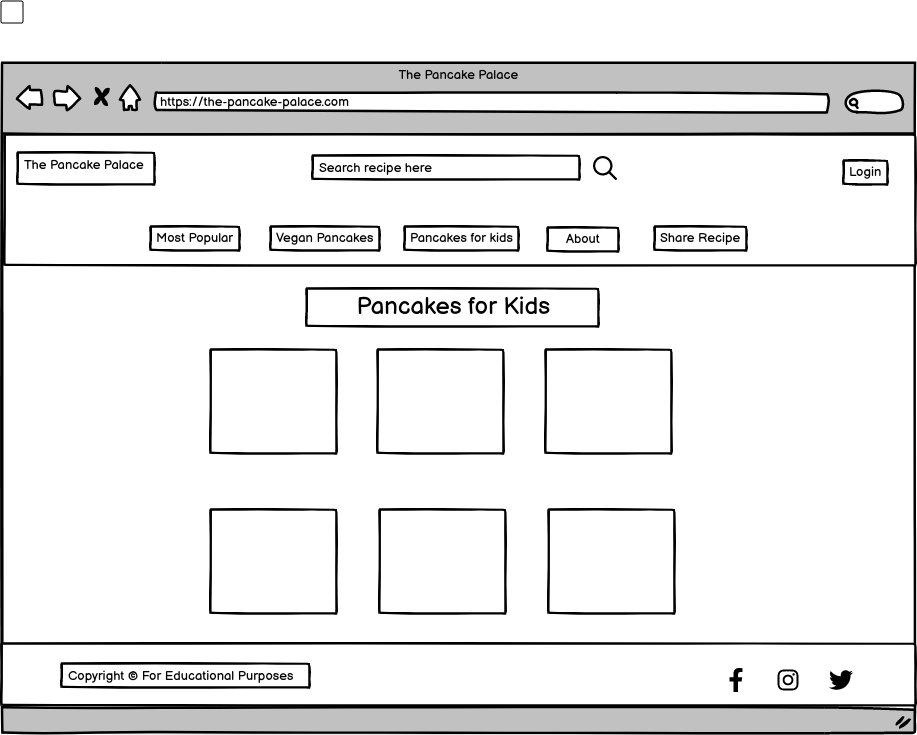 The Pancake Palace
https://the-pancake-palace.com
The Pancake Palace
Search recipe here
Login
Most Popular
Vegan Pancakes
Pancakes for kids
About
Share Recipe
Pancakes for Kids
Copyright © For Educational Purposes